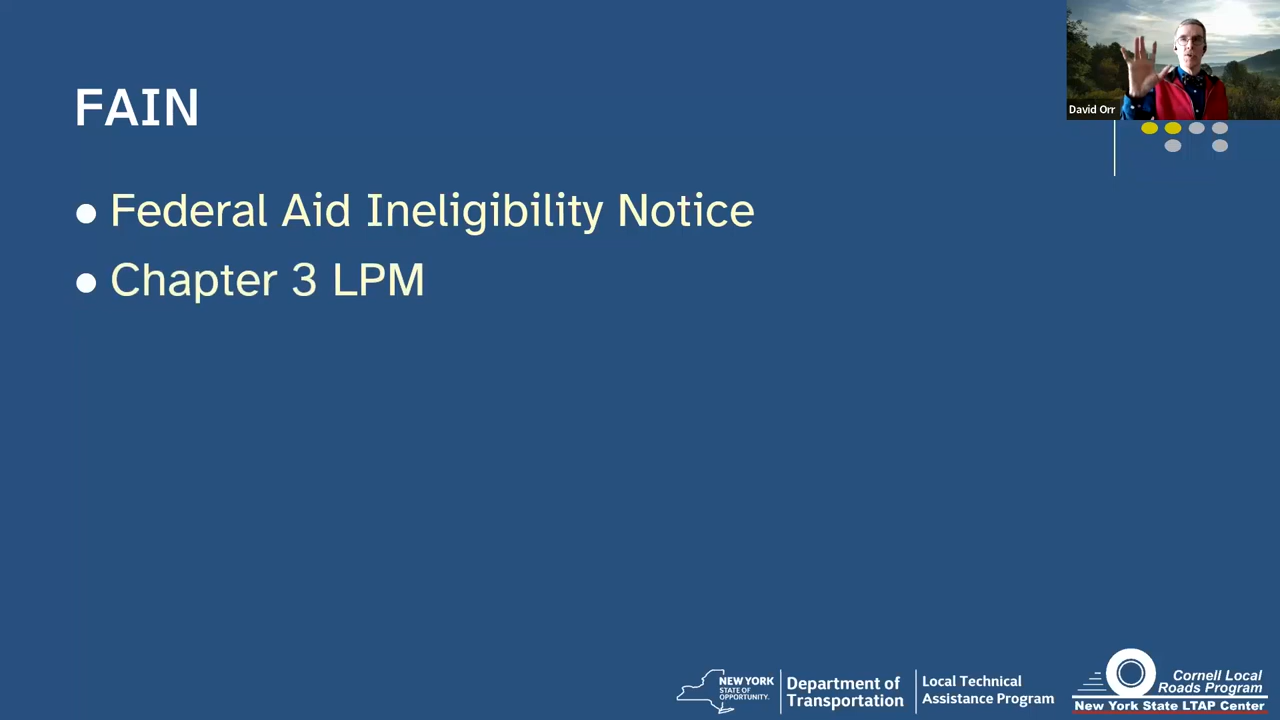 David Orr
FAIN
• Federal Aid Ineligibility Notice
• Chapter 3 LPM
NEW YORK
STATE OF
OPPORTUNITY.
Department of
Transportation
Local Technical
Assistance Program
Cornell Local
Roads Program
New York State LTAP Center